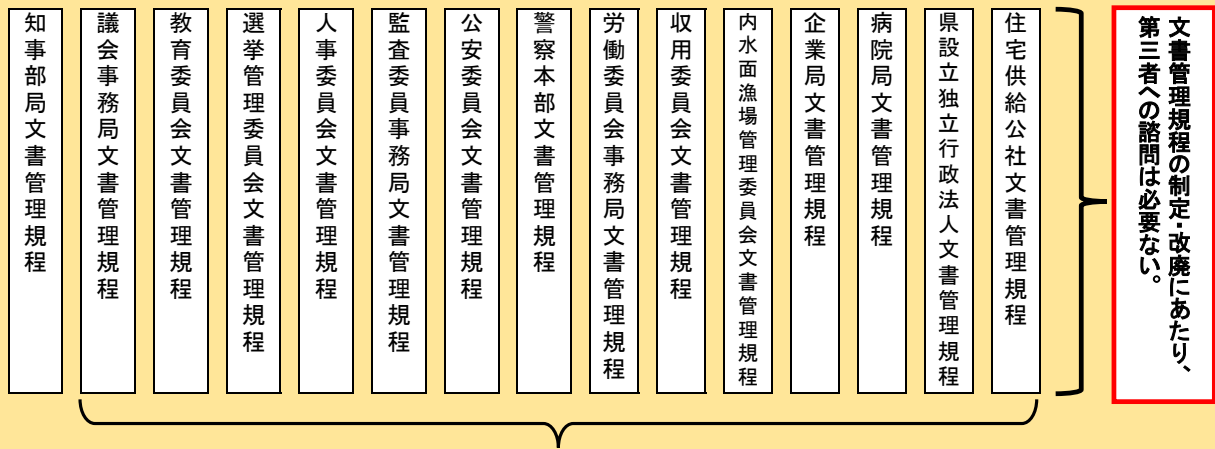 文書管理規程の制定・改廃にあたり、
第三者への諮問は必要ない。
住宅供給公社文書管理規程
県設立独立行政法人文書管理規程
病院局文書管理規程
企業局文書管理規程
内水面漁場管理委員会文書管理規程
収用委員会文書管理規程
労働委員会事務局文書管理規程
警察本部文書管理規程
公安委員会文書管理規程
監査委員事務局文書管理規程
人事委員会文書管理規程
選挙管理委員会文書管理規程
教育委員会文書管理規程
議会事務局文書管理規程
知事部局文書管理規程